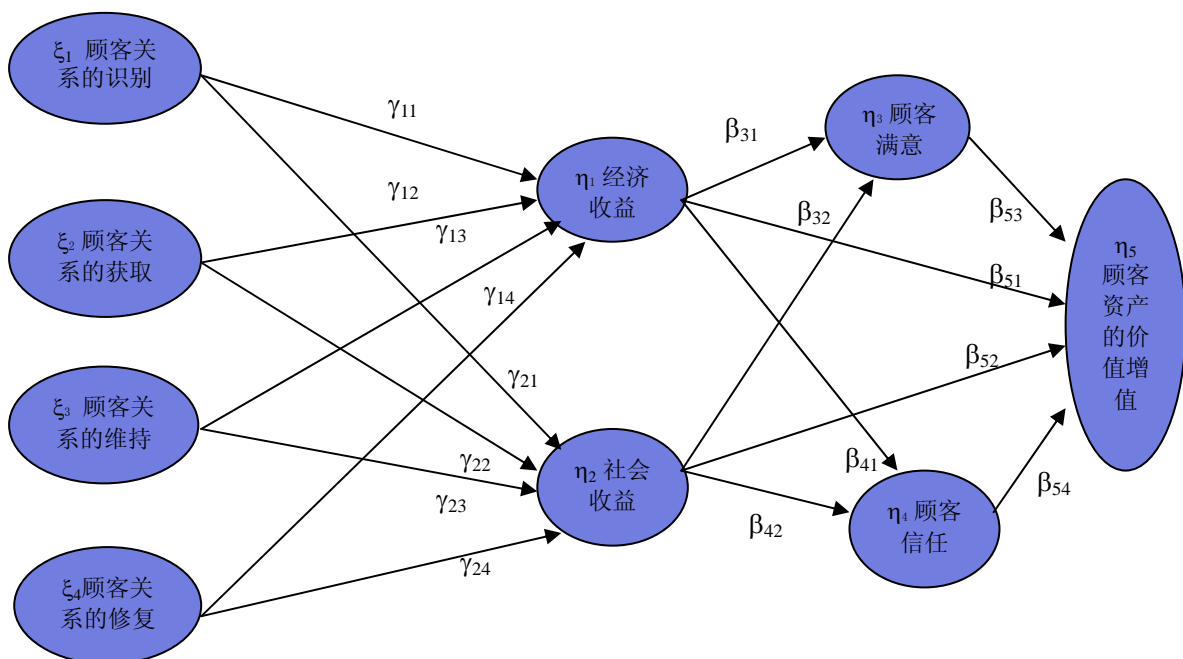 ξ₁ 顾客关
系的识别
ξ₂ 顾客关
系的获取
ξ₃ 顾客关
系的维持
ξ₄顾客关
系的修复
γ₁₁
γ₁₂
γ₁₃
γ₁₄
γ₂₁
γ₂₂
γ₂₃
γ₂₄
η₁ 经济
收益
η₂ 社会
收益
β₃₁
β₃₂
β₅₁
β₅₂
β₄₁
β₄₂
η₃ 顾客
满意
η₄ 顾客
信任
β₅₃
β₅₄
η₅
顾客
资产
的价
值增
值